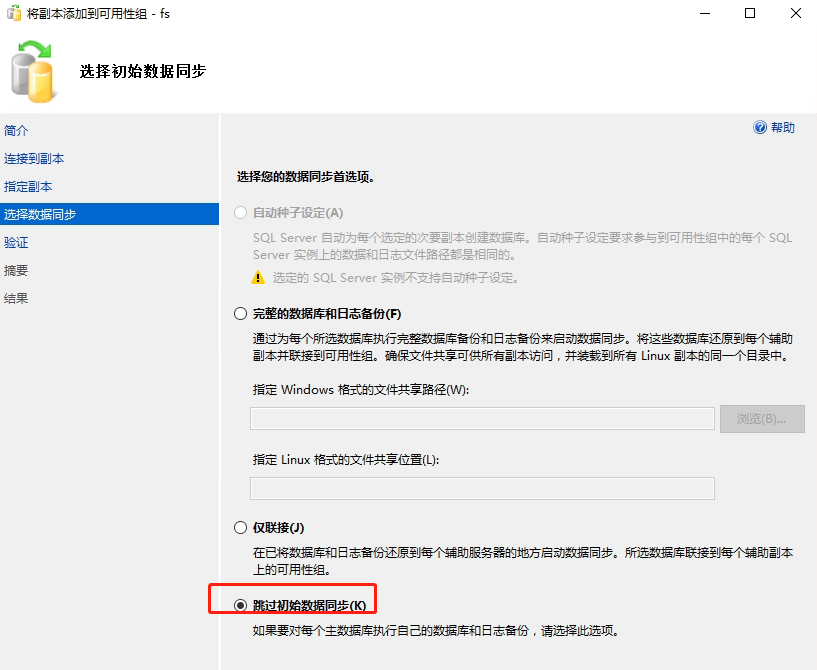 将副本添加到可用性组 - fs
选择初始数据同步
简介
连接到副本
指定副本
选择数据同步
验证
摘要
结果
帮助
选择您的数据同步首选项。
自动种子设定(A)
SQL Server 自动为每个选定的次要副本创建数据库。自动种子设定要求参与到可用性组中的每个 SQL
Server 实例上的数据和日志文件路径都是相同的。
选定的 SQL Server 实例不支持自动种子设定。
完整的数据库和日志备份(F)
通过为每个所选数据库执行完整数据库备份和日志备份来启动数据同步。将这些数据库还原到每个辅助
副本并联接到可用性组。确保文件共享可供所有副本访问，并装载到所有 Linux 副本的同一个目录中。
指定 Windows 格式的文件共享路径(W):
浏览(B)...
指定 Linux 格式的文件共享位置(L):
仅联接(J)
在已将数据库和日志备份还原到每个辅助服务器的地方启动数据同步。所选数据库联接到每个辅助副本
上的可用性组。
跳过初始数据同步(K)
如果要对每个主数据库执行自己的数据库和日志备份，请选择此选项。